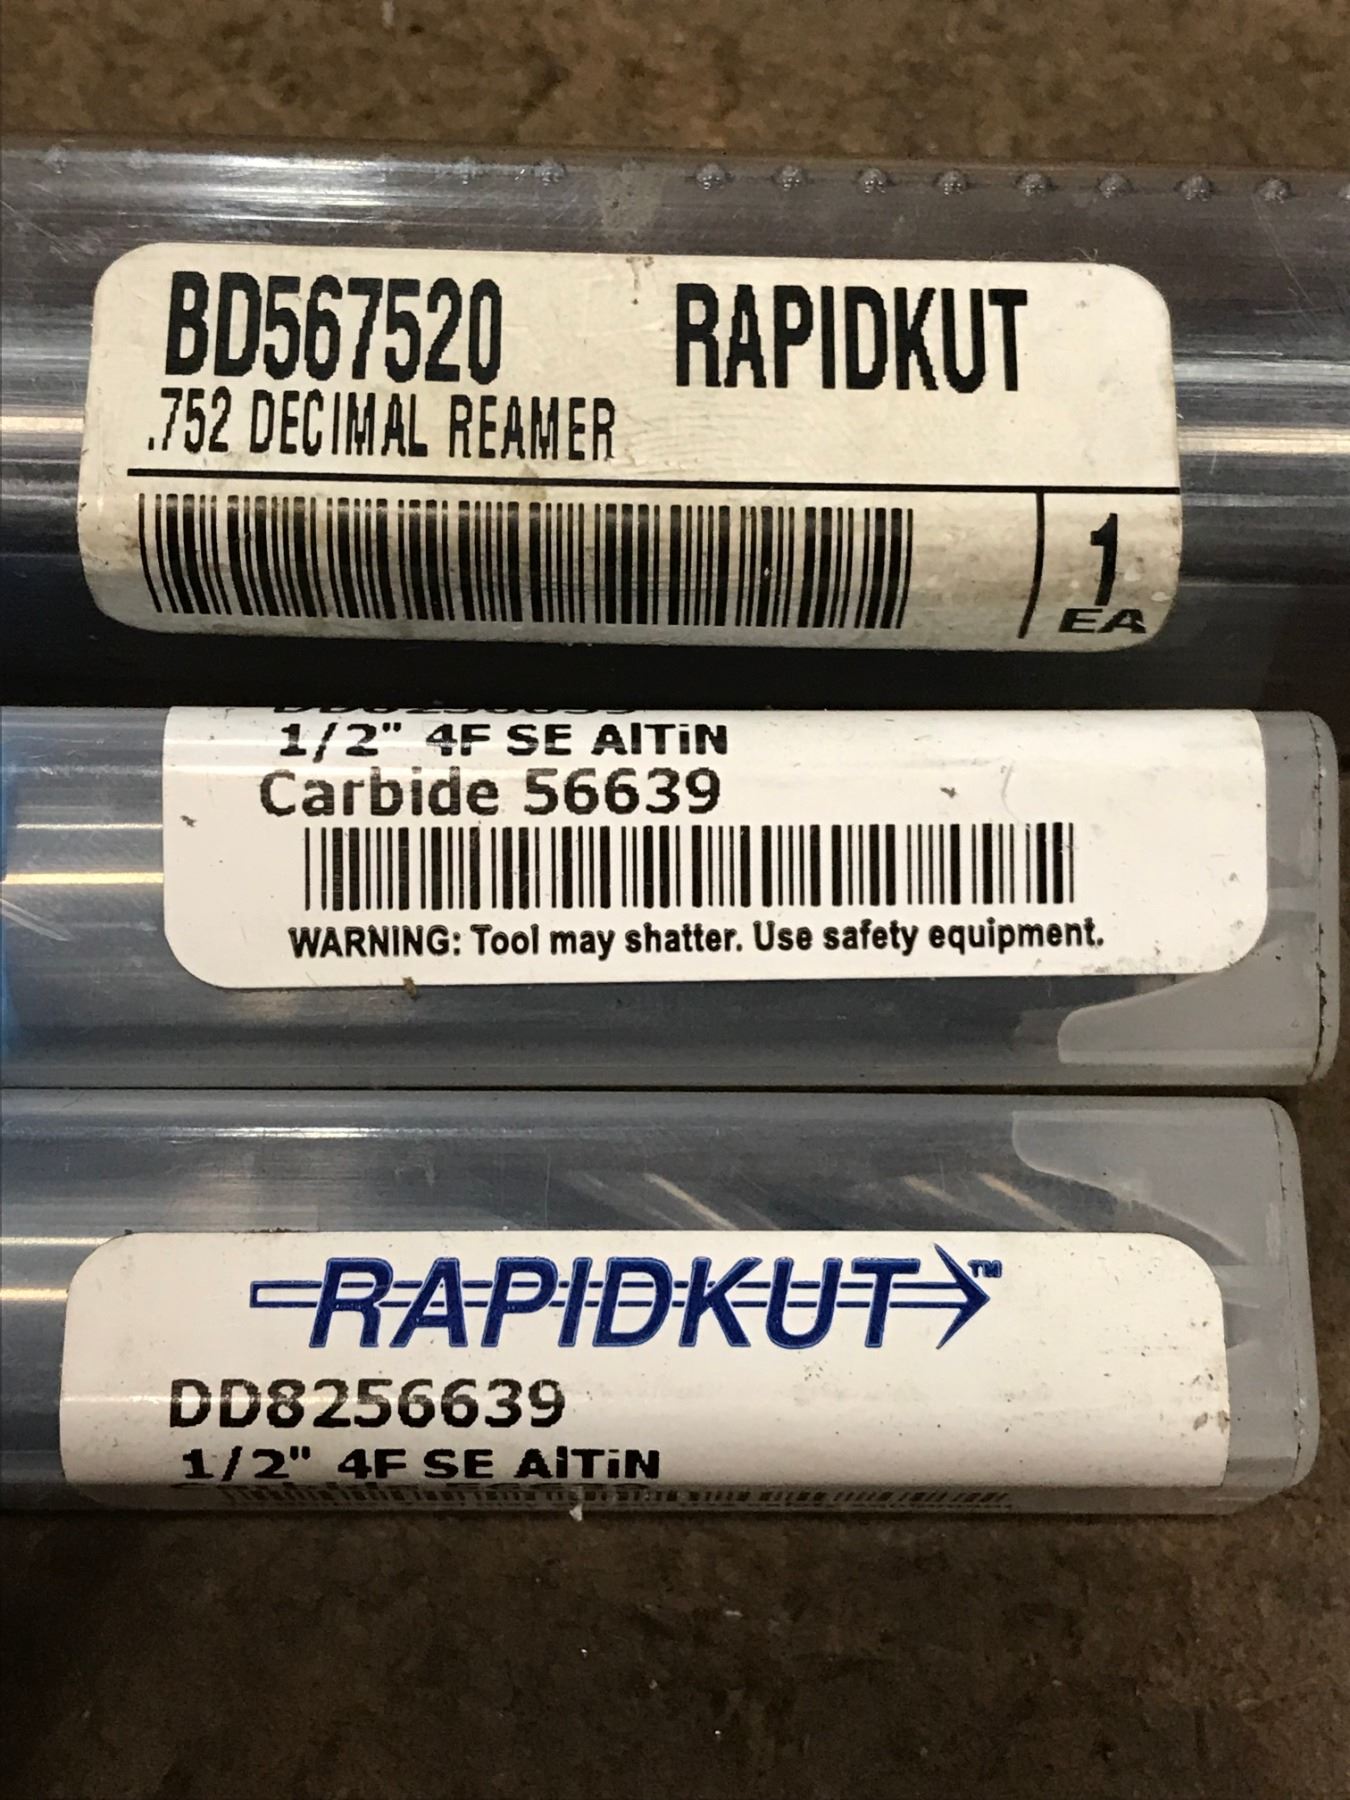 BD567520 RAPIDKUT
.752 DECIMAL REAMER
1
EA
1/2" 4F SE AlTiN
Carbide 56639
WARNING: Tool may shatter. Use safety equipment.
RAPIDKUT™
DD8256639
1/2" 4F SE AlTiN